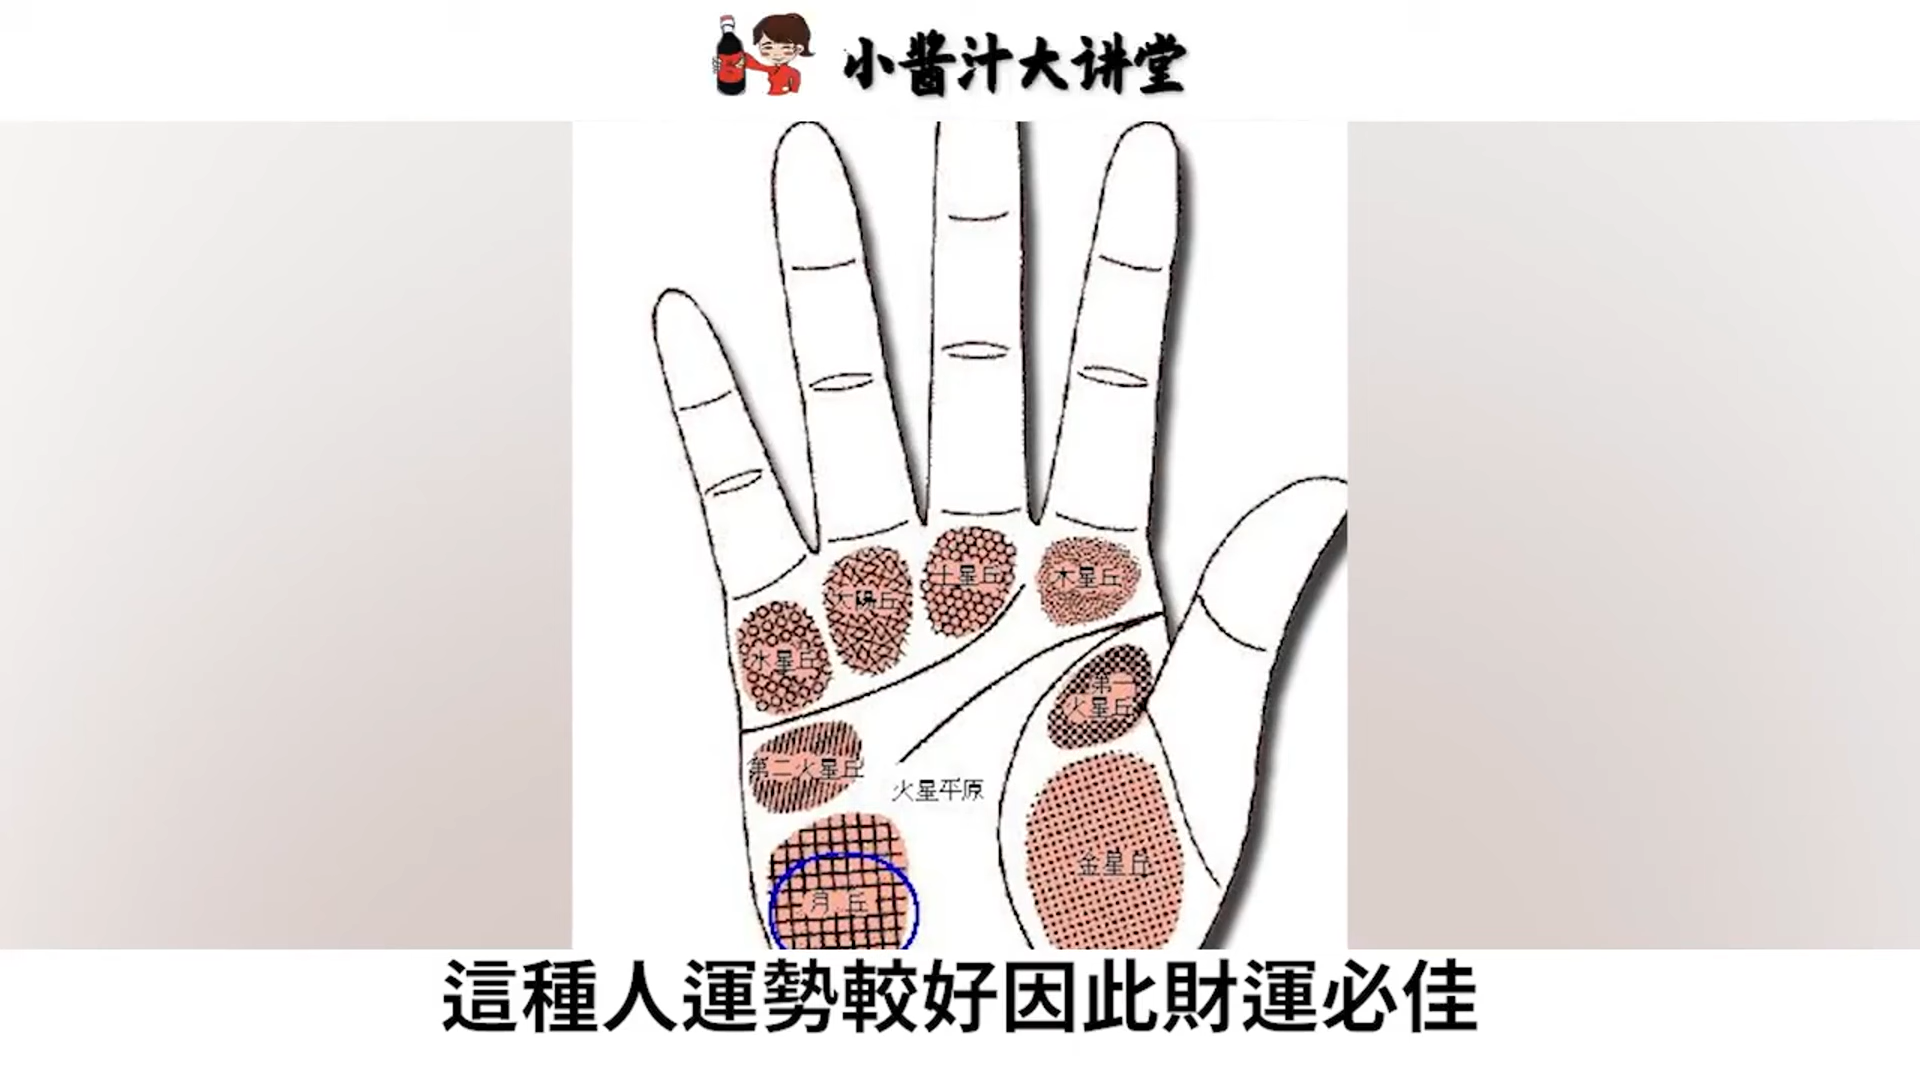 小酱汁大讲堂
土星丘
木星丘
太陽丘
水星丘
第一
火星丘
第二火星丘
火星平原
金星丘
月丘
這種人運勢較好因此財運必佳